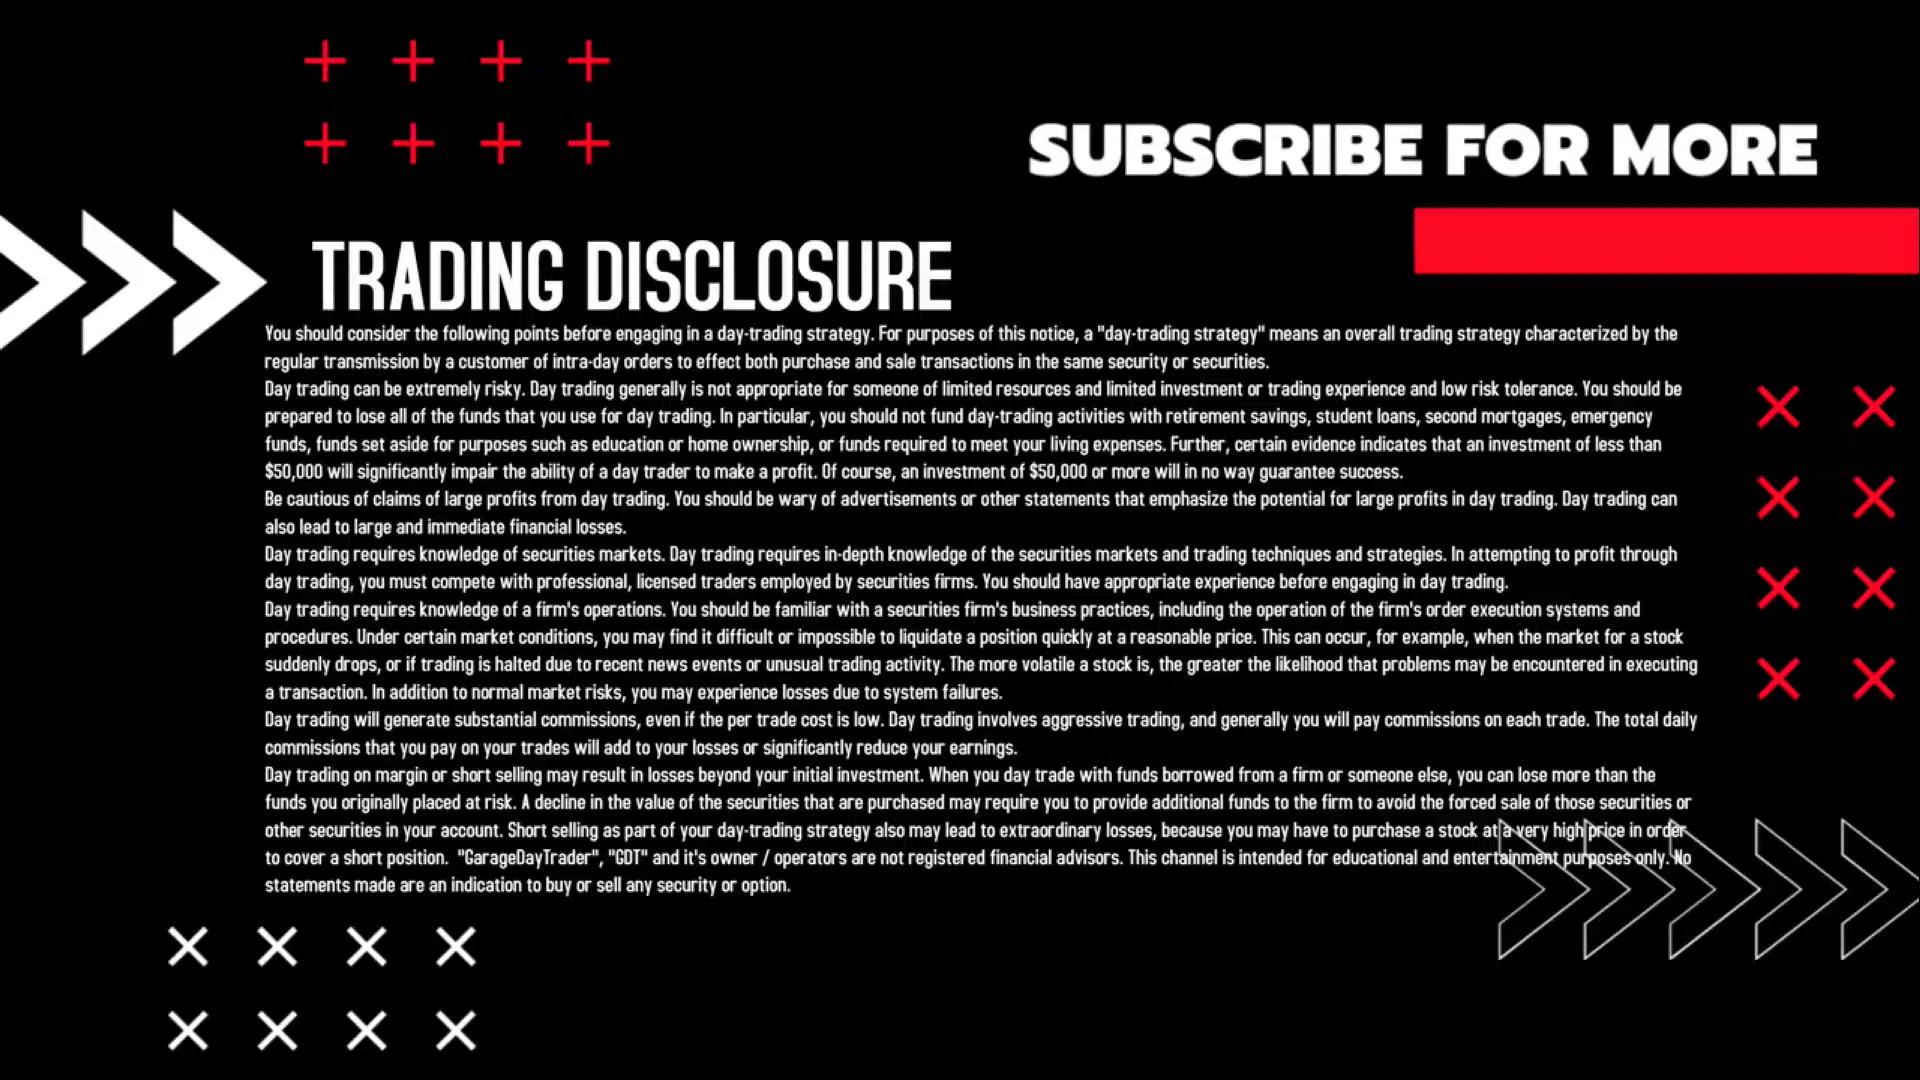 SUBSCRIBE FOR MORE
TRADING DISCLOSURE
You should consider the following points before engaging in a day-trading strategy. For purposes of this notice, a "day-trading strategy" means an overall trading strategy characterized by the
regular transmission by a customer of intra-day orders to effect both purchase and sale transactions in the same security or securities.
Day trading can be extremely risky. Day trading generally is not appropriate for someone of limited resources and limited investment or trading experience and low risk tolerance. You should be
prepared to lose all of the funds that you use for day trading. In particular, you should not fund day-trading activities with retirement savings, student loans, second mortgages, emergency
funds, funds set aside for purposes such as education or home ownership, or funds required to meet your living expenses. Further, certain evidence indicates that an investment of less than
$50,000 will significantly impair the ability of a day trader to make a profit. Of course, an investment of $50,000 or more will in no way guarantee success.
Be cautious of claims of large profits from day trading. You should be wary of advertisements or other statements that emphasize the potential for large profits in day trading. Day trading can
also lead to large and immediate financial losses.
Day trading requires knowledge of securities markets. Day trading requires in-depth knowledge of the securities markets and trading techniques and strategies. In attempting to profit through
day trading, you must compete with professional, licensed traders employed by securities firms. You should have appropriate experience before engaging in day trading.
Day trading requires knowledge of a firm's operations. You should be familiar with a securities firm's business practices, including the operation of the firm's order execution systems and
procedures. Under certain market conditions, you may find it difficult or impossible to liquidate a position quickly at a reasonable price. This can occur, for example, when the market for a stock
suddenly drops, or if trading is halted due to recent news events or unusual trading activity. The more volatile a stock is, the greater the likelihood that problems may be encountered in executing
a transaction. In addition to normal market risks, you may experience losses due to system failures.
Day trading will generate substantial commissions, even if the per trade cost is low. Day trading involves aggressive trading, and generally you will pay commissions on each trade. The total daily
commissions that you pay on your trades will add to your losses or significantly reduce your earnings.
Day trading on margin or short selling may result in losses beyond your initial investment. When you day trade with funds borrowed from a firm or someone else, you can lose more than the
funds you originally placed at risk. A decline in the value of the securities that are purchased may require you to provide additional funds to the firm to avoid the forced sale of those securities or
other securities in your account. Short selling as part of your day-trading strategy also may lead to extraordinary losses, because you may have to purchase a stock at a very high price in order
to cover a short position. "GarageDayTrader", "GDT" and it's owner / operators are not registered financial advisors. This channel is intended for educational and entertainment purposes only. No
statements made are an indication to buy or sell any security or option.